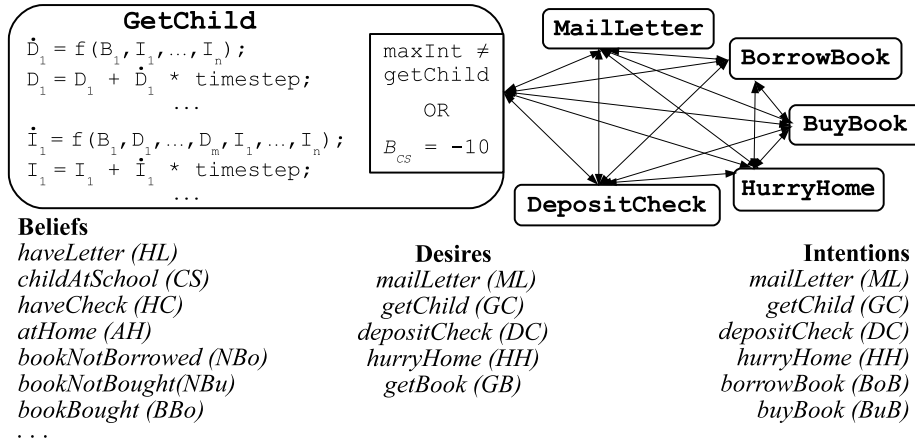 GetChild
Ḋ₁ = f(B₁,I₁,...,Iₙ);
D₁ = D₁ + Ḋ₁ * timestep;
...
İ₁ = f(B₁,D₁,...,Dₘ,I₁,...,Iₙ);
I₁ = I₁ + İ₁ * timestep;
...
maxInt ≠
getChild
OR
B_CS = -10
MailLetter
BorrowBook
BuyBook
HurryHome
DepositCheck
Beliefs
haveLetter (HL)
childAtSchool (CS)
haveCheck (HC)
atHome (AH)
bookNotBorrowed (NBo)
bookNotBought(NBu)
bookBought (BBo)
. . .
Desires
mailLetter (ML)
getChild (GC)
depositCheck (DC)
hurryHome (HH)
getBook (GB)
Intentions
mailLetter (ML)
getChild (GC)
depositCheck (DC)
hurryHome (HH)
borrowBook (BoB)
buyBook (BuB)